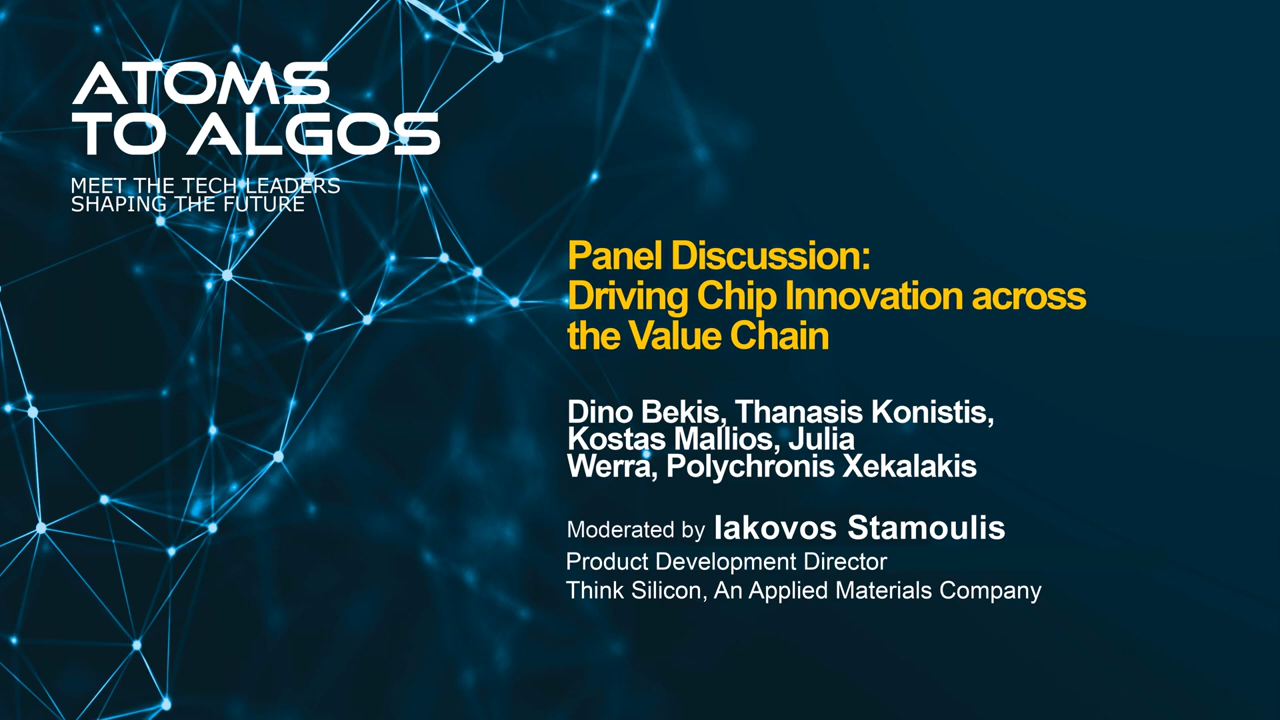 ATOMS
TO ALGOS
MEET THE TECH LEADERS
SHAPING THE FUTURE
Panel Discussion:
Driving Chip Innovation across
the Value Chain
Dino Bekis, Thanasis Konistis,
Kostas Mallios, Julia
Werra, Polychronis Xekalakis
Moderated by Iakovos Stamoulis
Product Development Director
Think Silicon, An Applied Materials Company